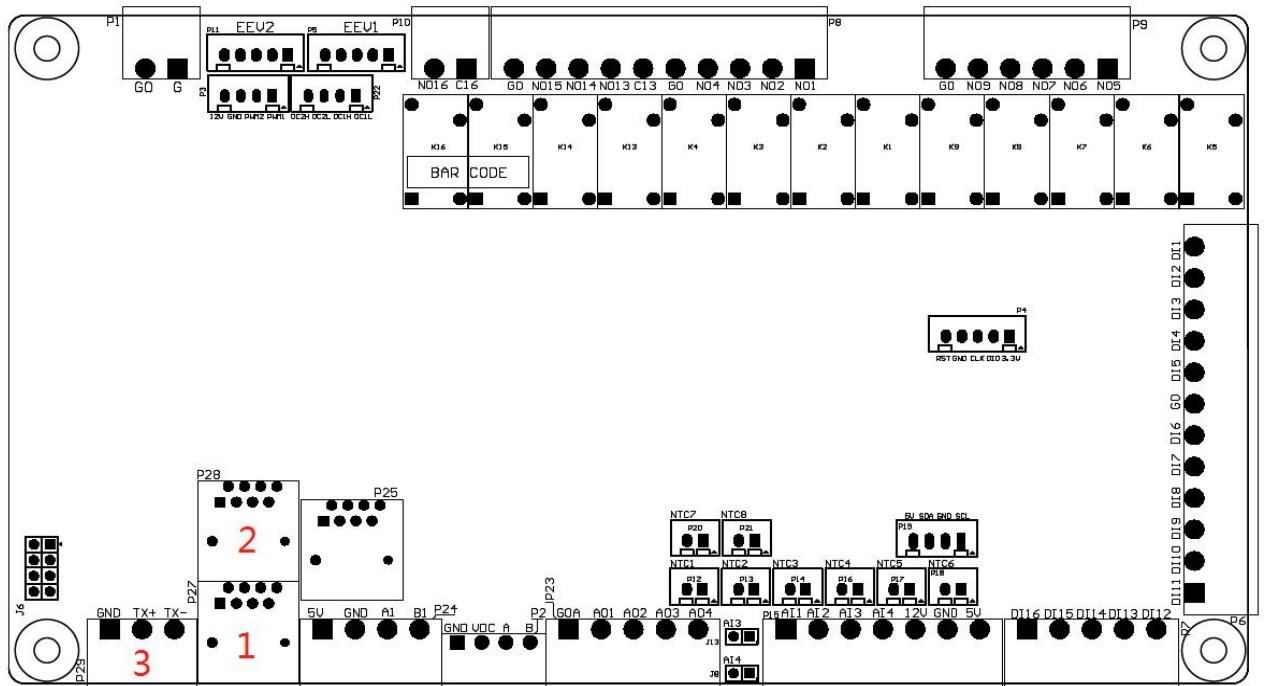 P1 EEV2 EEV1 P10 P8 P9
P11 P5
GO G NO16 C16 GO NO15 NO14 NO13 C13 GO NO4 NO3 NO2 NO1 GO NO9 NO8 NO7 NO6 NO5
P3 P22
12V GND PWM2 PWM1 OC2H OC2L OC1H OC1L
K16 K15 K14 K13 K4 K3 K2 K1 K9 K8 K7 K6 K5
BAR CODE
DI1
DI2
DI3
DI4
DI5
GO
DI6
DI7
DI8
DI9
DI10
DI11
P4
RST GND CLK DIO 3.3V
P28 P25
2
NTC7 NTC8 5V SDA GND SCL
P20 P21 P19
NTC1 NTC2 NTC3 NTC4 NTC5 NTC6
P12 P13 P14 P16 P17 P18
J6 P27 P24 P2 P23 P15 P7 P6
GND TX+ TX- 5V GND A1 B1 GND VDC A B GOA AO1 AO2 AO3 AO4 AI1 AI2 AI3 AI4 12V GND 5V DI16 DI15 DI14 DI13 DI12
1
AI3
J13
P29 3
AI4
J8